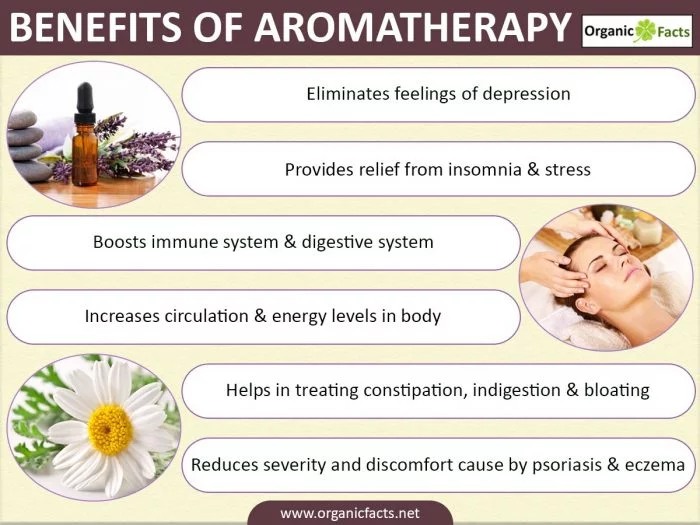 BENEFITS OF AROMATHERAPY
Organic Facts
Eliminates feelings of depression
Provides relief from insomnia & stress
Boosts immune system & digestive system
Increases circulation & energy levels in body
Helps in treating constipation, indigestion & bloating
Reduces severity and discomfort cause by psoriasis & eczema
www.organicfacts.net